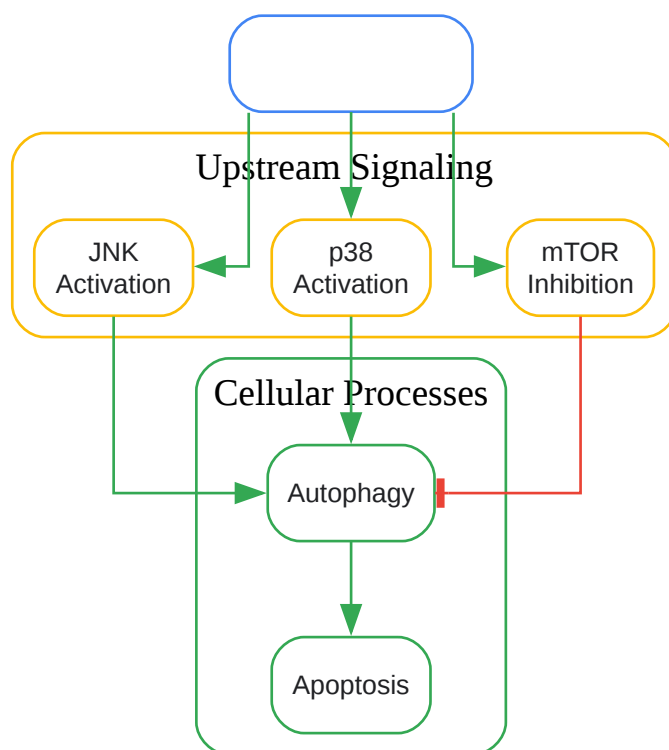 Upstream Signaling
JNK
Activation
p38
Activation
mTOR
Inhibition
Cellular Processes
Autophagy
Apoptosis